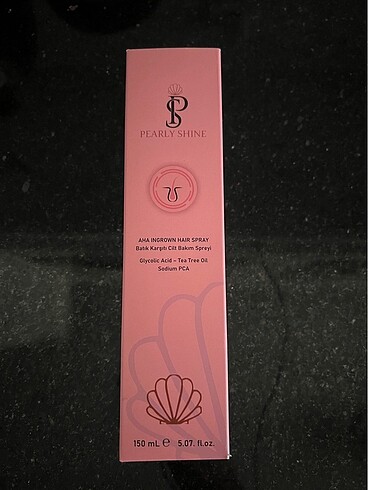 PS
PEARLY SHINE
AHA INGROWN HAIR SPRAY
Batık Karşıtı Cilt Bakım Spreyi
Glycolic Acid – Tea Tree Oil
Sodium PCA
150 mL ℮ 5.07. fl.oz.